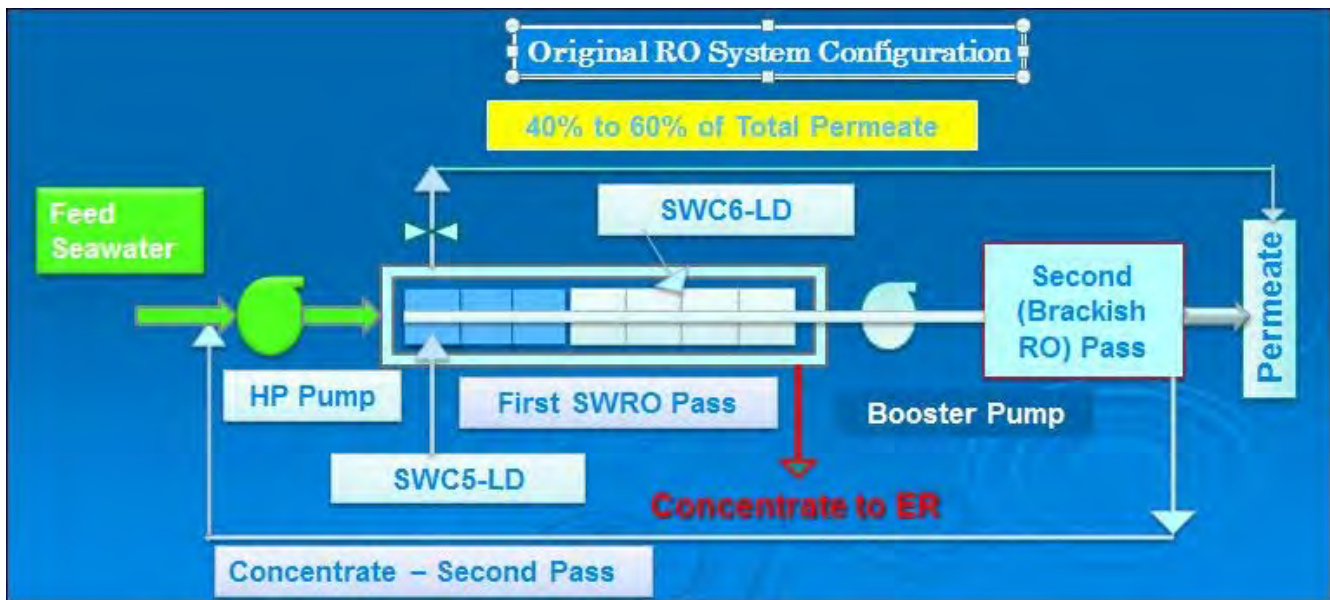 Original RO System Configuration
40% to 60% of Total Permeate
Feed
Seawater
SWC6-LD
Second
(Brackish
RO) Pass
Permeate
HP Pump
First SWRO Pass
Booster Pump
SWC5-LD
Concentrate to ER
Concentrate – Second Pass